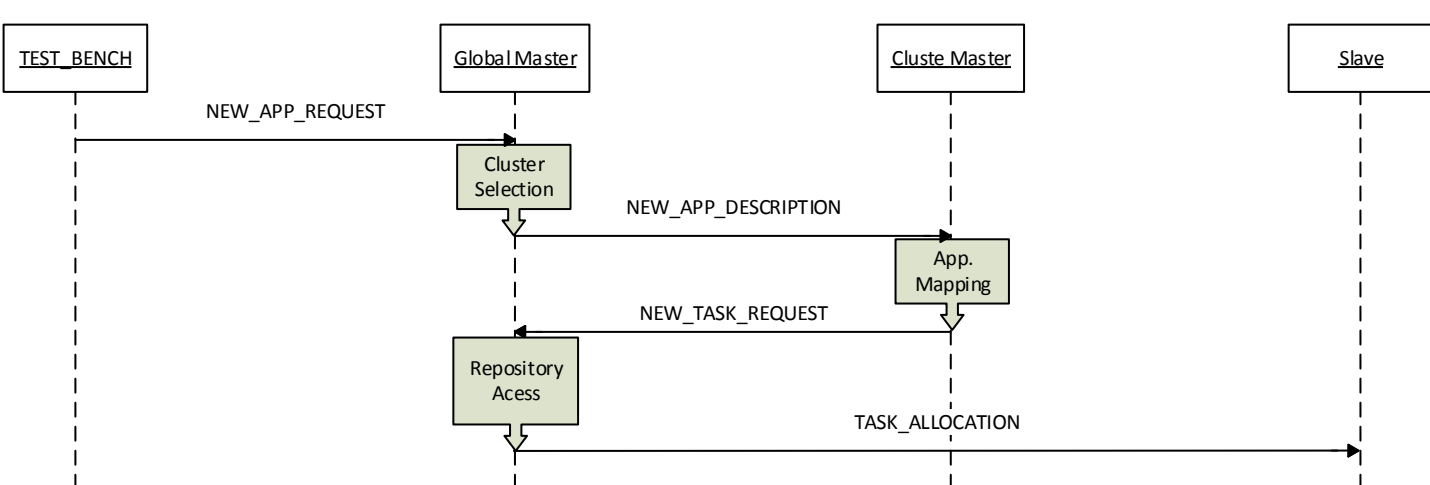 TEST_BENCH
Global Master
Cluste Master
Slave
NEW_APP_REQUEST
Cluster
Selection
NEW_APP_DESCRIPTION
App.
Mapping
NEW_TASK_REQUEST
Repository
Acess
TASK_ALLOCATION